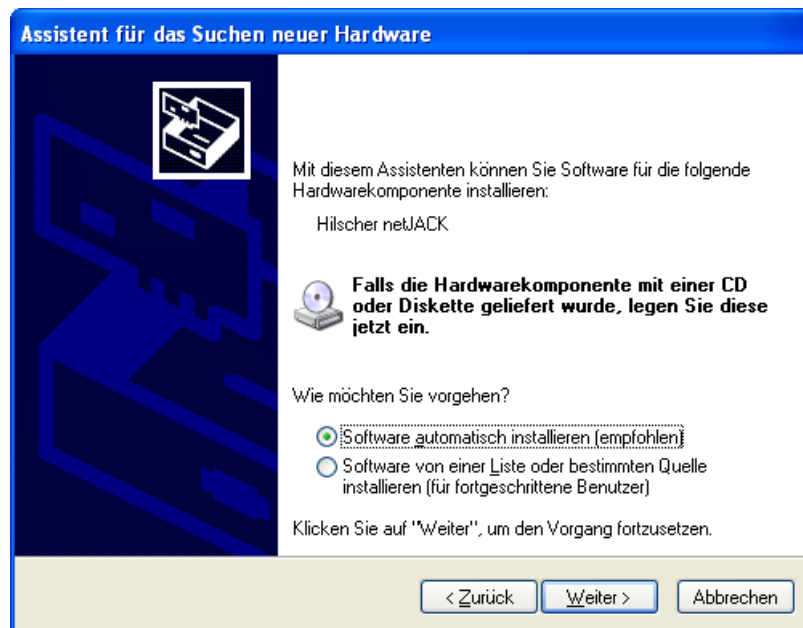 Assistent für das Suchen neuer Hardware
Mit diesem Assistenten können Sie Software für die folgende
Hardwarekomponente installieren:
Hilscher netJACK
Falls die Hardwarekomponente mit einer CD
oder Diskette geliefert wurde, legen Sie diese
jetzt ein.
Wie möchten Sie vorgehen?
Software automatisch installieren (empfohlen)
Software von einer Liste oder bestimmten Quelle
installieren (für fortgeschrittene Benutzer)
Klicken Sie auf "Weiter", um den Vorgang fortzusetzen.
< Zurück Weiter > Abbrechen